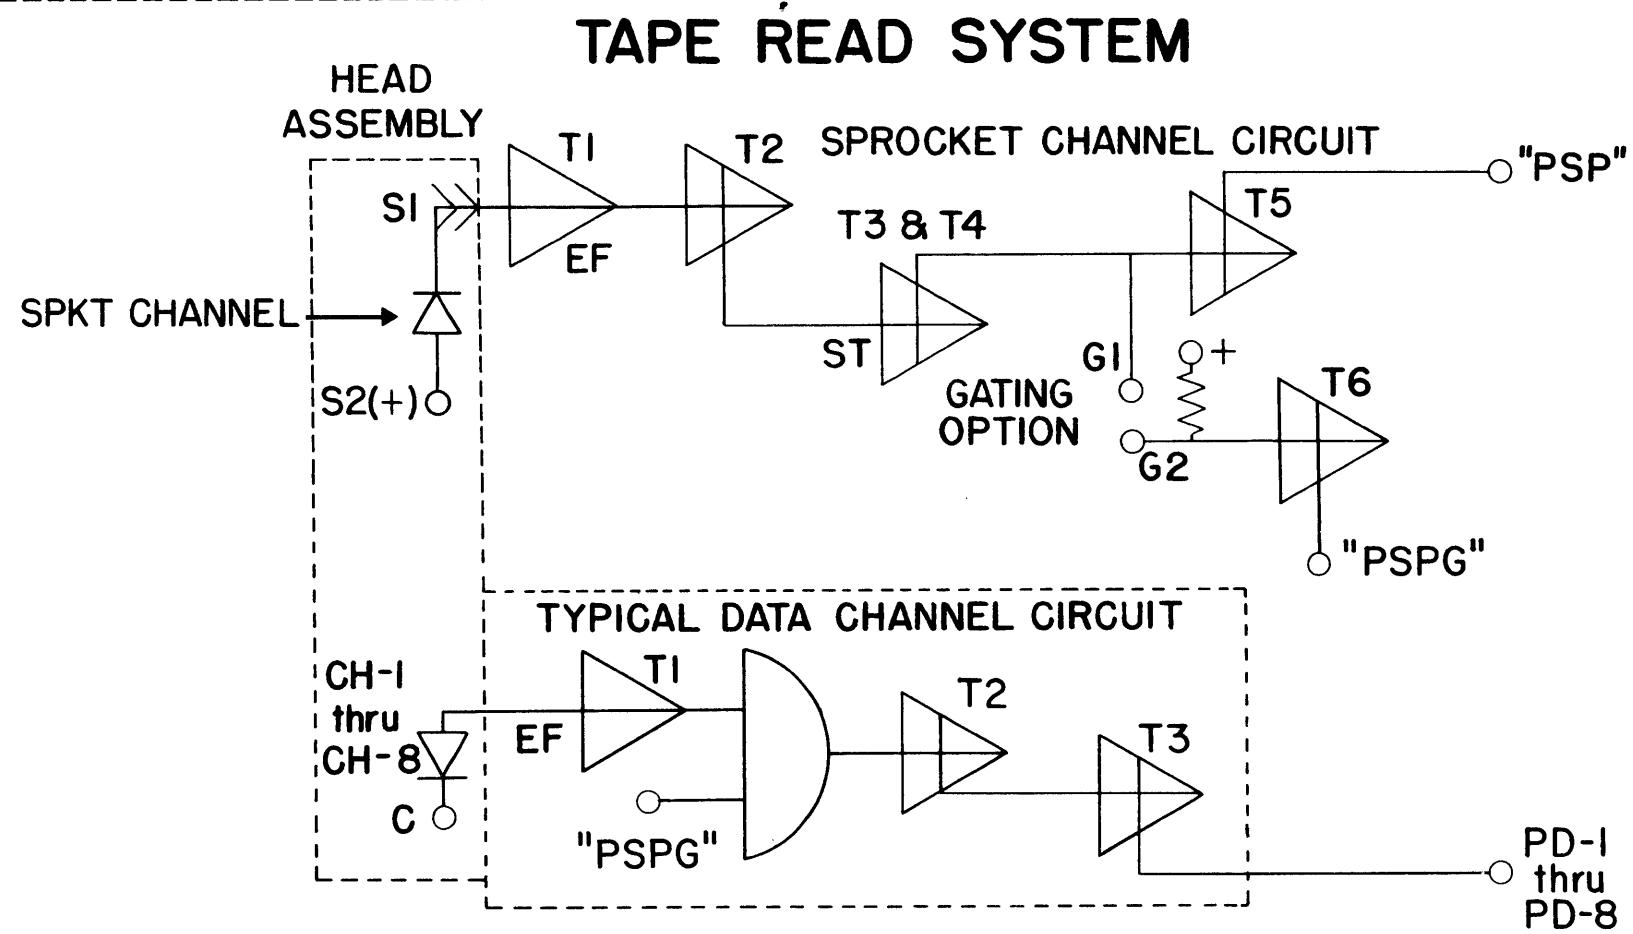 TAPE READ SYSTEM
HEAD
ASSEMBLY
T1
T2
SPROCKET CHANNEL CIRCUIT
"PSP"
S1
EF
T3 & T4
T5
SPKT CHANNEL
ST
G1
+
GATING
OPTION
T6
S2(+)
G2
"PSPG"
TYPICAL DATA CHANNEL CIRCUIT
CH-1
thru
CH-8
C
EF
T1
"PSPG"
T2
T3
PD-1
thru
PD-8